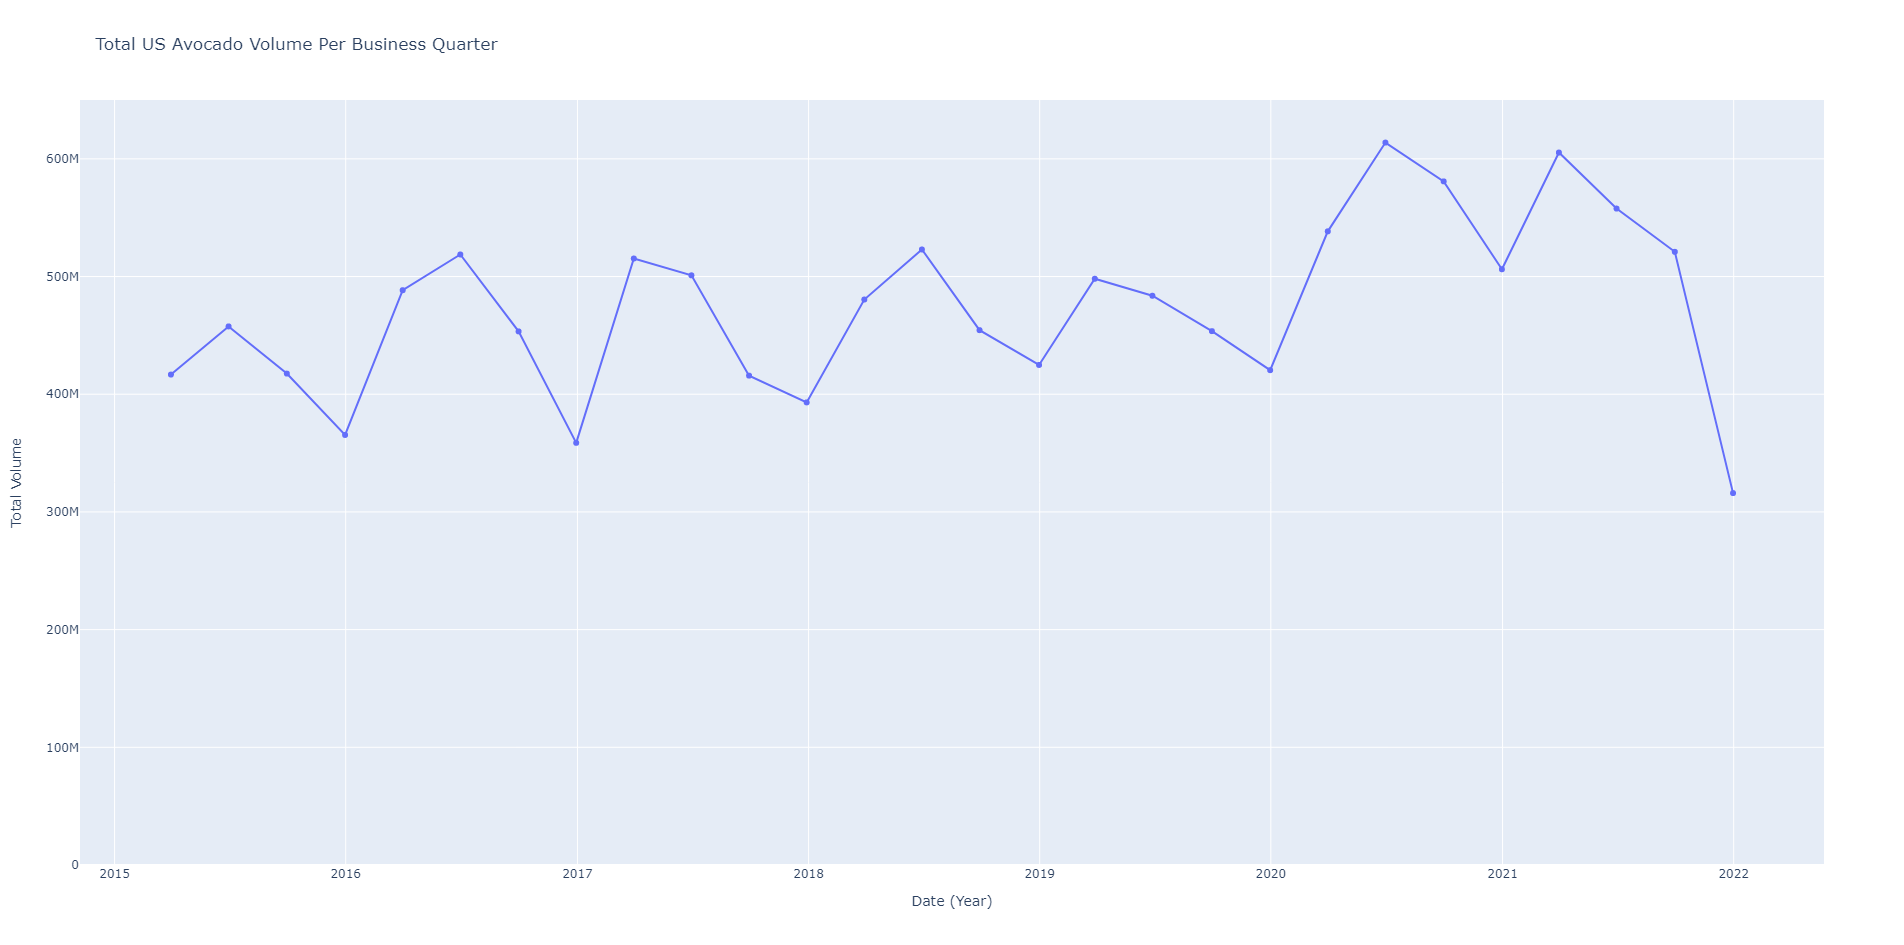 Total US Avocado Volume Per Business Quarter
600M
500M
400M
300M
200M
100M
0
Total Volume
2015 2016 2017 2018 2019 2020 2021 2022
Date (Year)